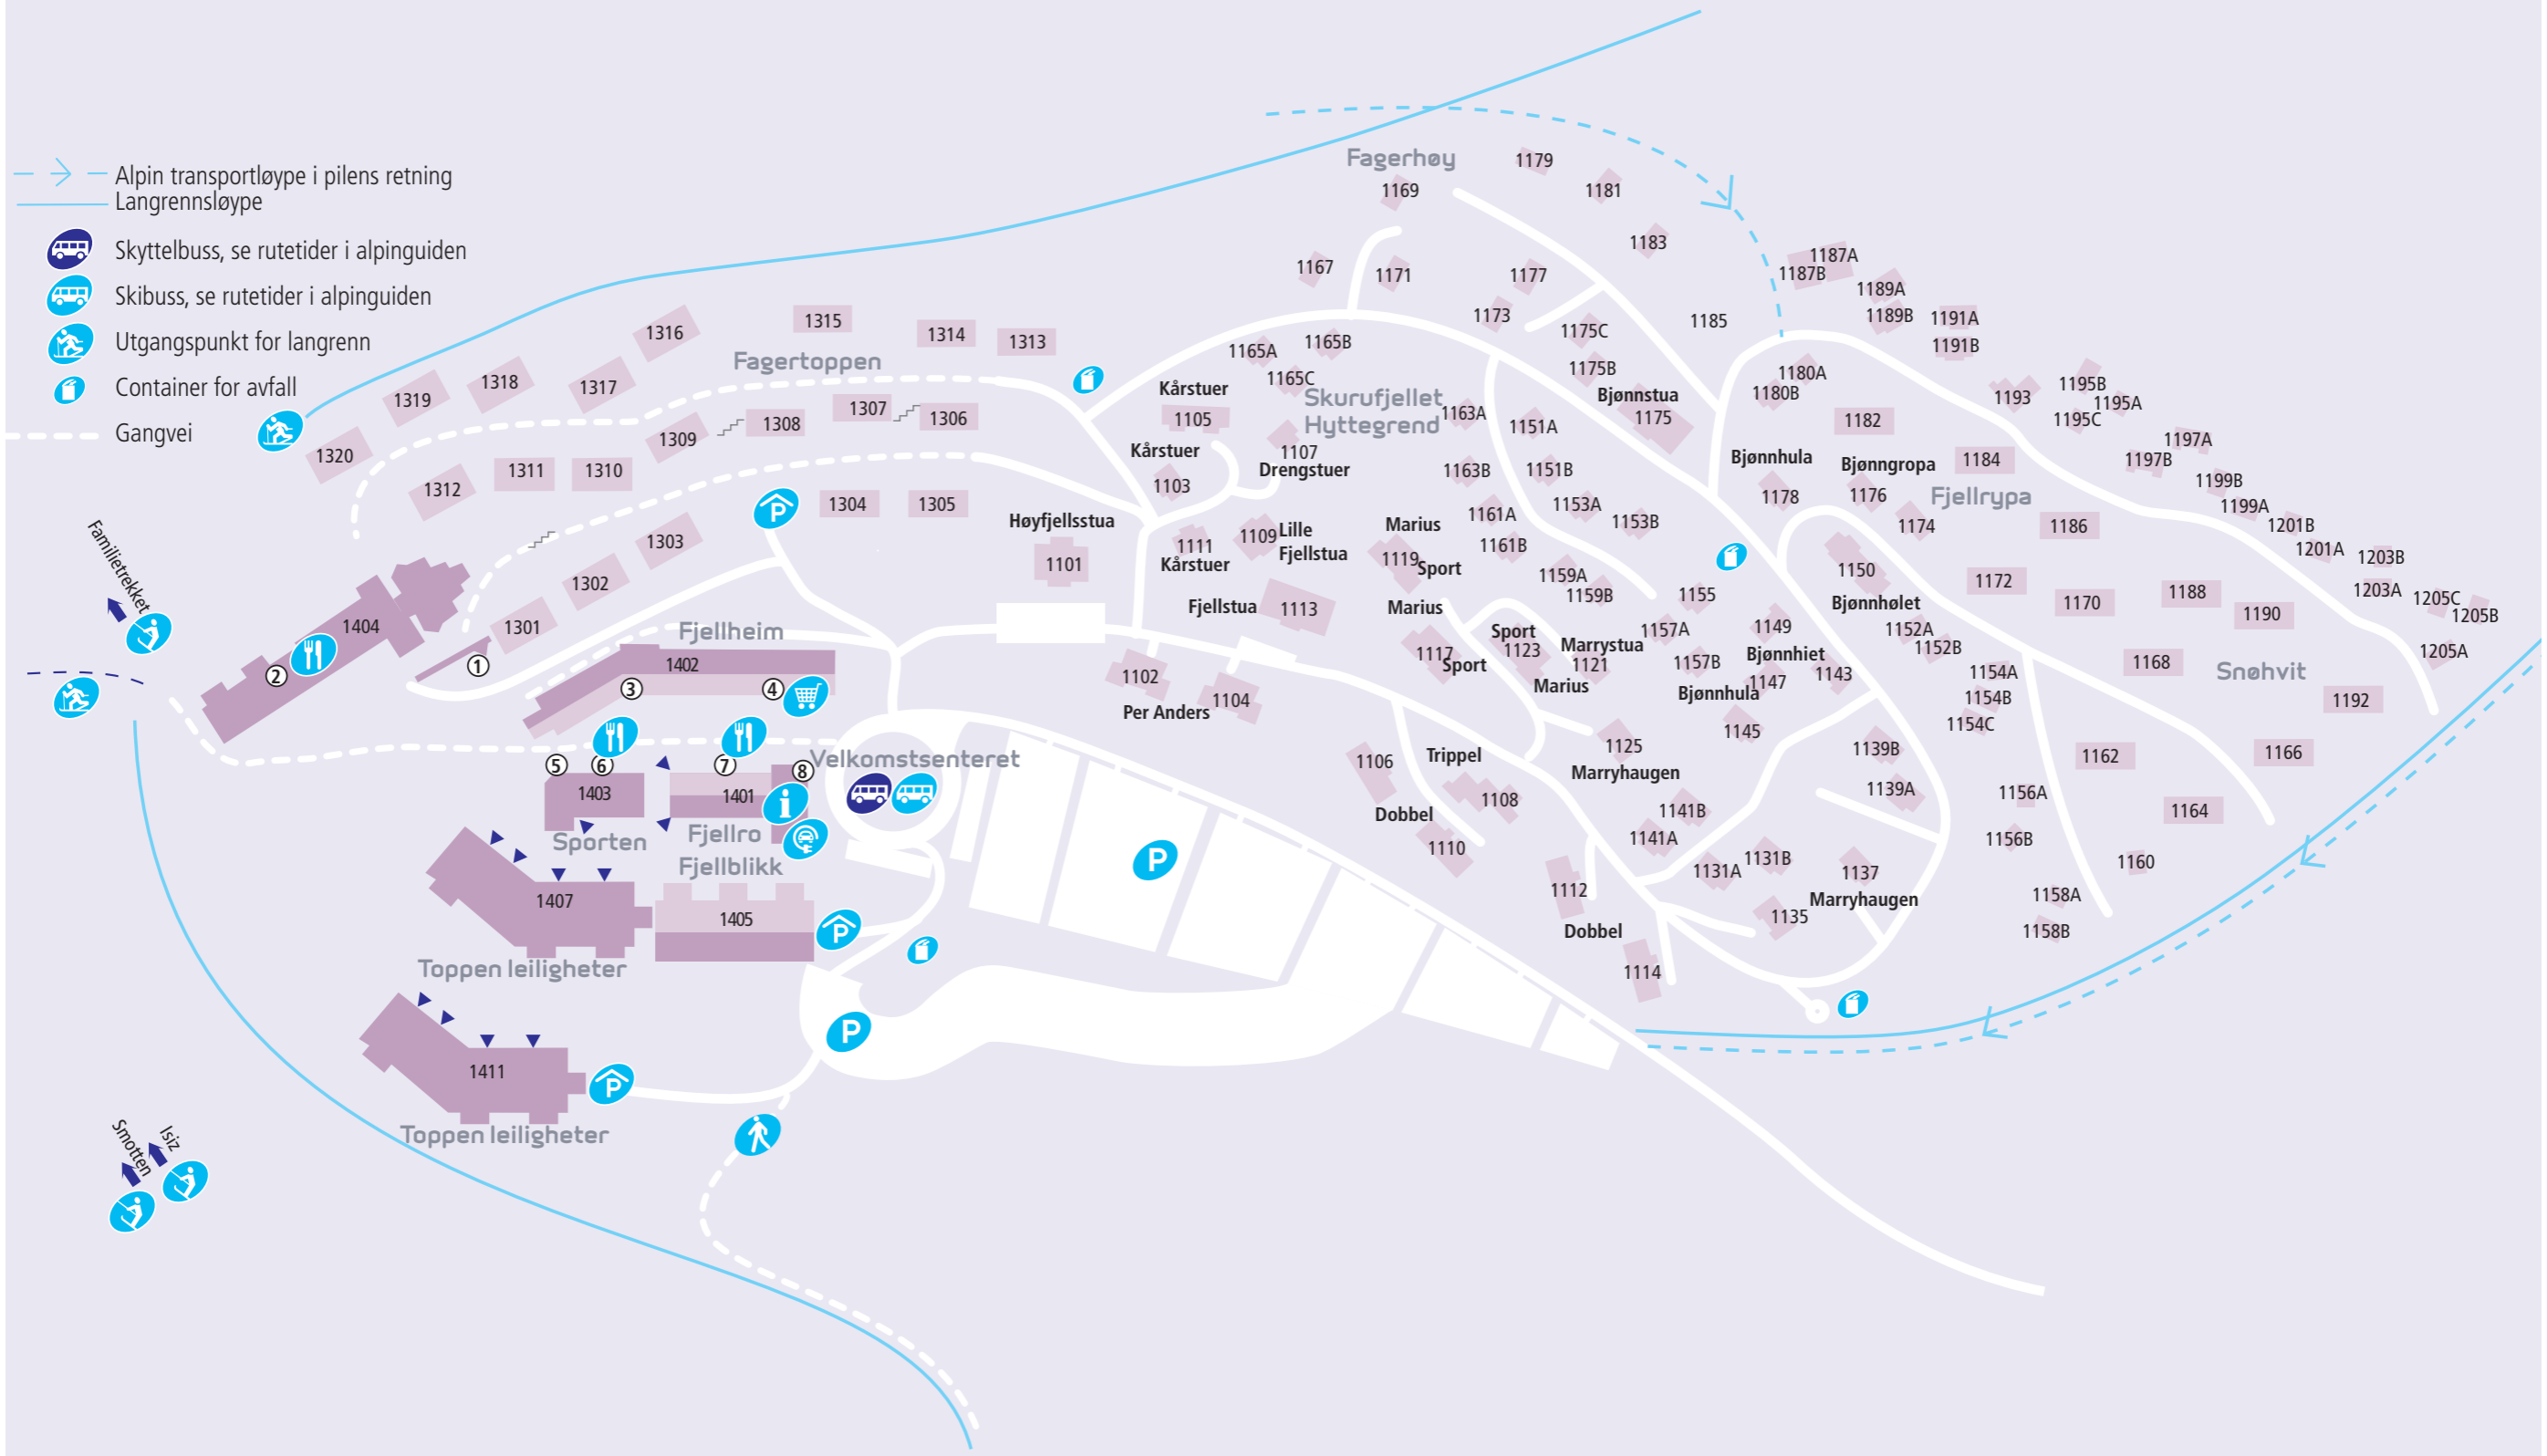 Alpin transportløype i pilens retning
Langrennsløype
Skyttelbuss, se rutetider i alpinguiden
Skibuss, se rutetider i alpinguiden
Utgangspunkt for langrenn
Container for avfall
Gangvei
Familietrekket
Smotten
Isiz
1320
1319
1318
1317
1316
Fagertoppen
1315
1314
1313
1312
1311
1310
1309
1308
1307
1306
1304
1305
1303
1302
1301
1404
1
2
Fjellheim
1402
3
4
5
6
7
8
1403
1401
Sporten
Fjellro
Fjellblikk
1405
1407
Toppen leiligheter
1411
Toppen leiligheter
Velkomstsenteret
P
P
P
P
P
i
Høyfjellsstua
1101
Kårstuer
1105
Kårstuer
1103
1107
Drengstuer
1111
Kårstuer
1109
Lille
Fjellstua
Fjellstua
1113
1102
Per Anders
1104
Skurufjellet
Hyttegrend
1165A
1165B
1165C
1167
Fagerhøy
1169
1171
1179
1181
1183
1177
1173
1175C
1175B
1185
Bjønnstua
1175
1163A
1163B
1151A
1151B
1153A
1153B
1161A
1161B
Marius
1119
Sport
1159A
1159B
Marius
1117
Sport
Sport
1123
Marius
Marrystua
1121
1155
1157A
1157B
1149
Bjønnhiet
1147
Bjønnhula
1143
1145
1125
Marryhaugen
1106
Trippel
1108
Dobbel
1110
1112
Dobbel
1114
1141B
1141A
1131A
1131B
1135
1137
Marryhaugen
1139B
1139A
1187A
1187B
1189A
1189B
1191A
1191B
1180A
1180B
1182
1193
1195B
1195A
1195C
1197A
1197B
1199B
1199A
1201B
1201A
1203B
1203A
1205C
1205B
1205A
Bjønnhula
1178
Bjønngropa
1176
1184
Fjellrypa
1174
1186
1150
Bjønnhølet
1152A
1152B
1172
1170
1188
1190
1154A
1154B
1154C
1168
Snøhvit
1192
1162
1166
1164
1156A
1156B
1160
1158A
1158B